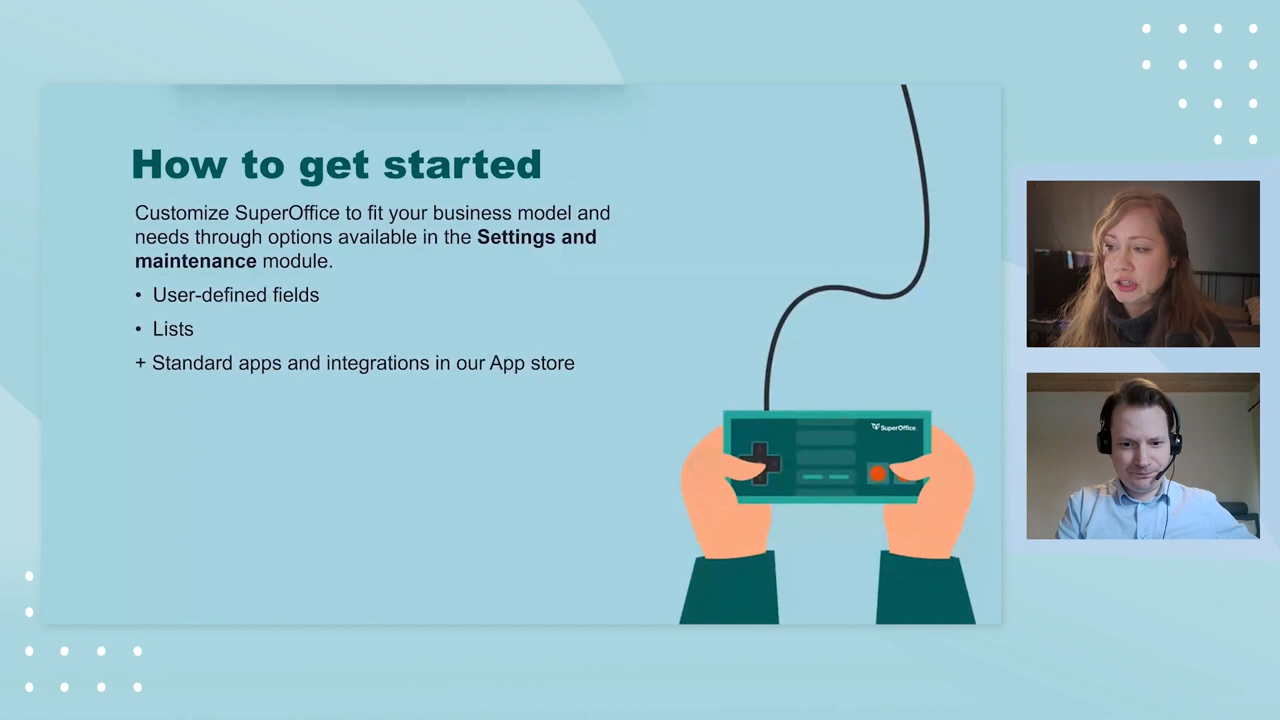 How to get started
Customize SuperOffice to fit your business model and
needs through options available in the Settings and
maintenance module.
• User-defined fields
• Lists
+ Standard apps and integrations in our App store
SuperOffice